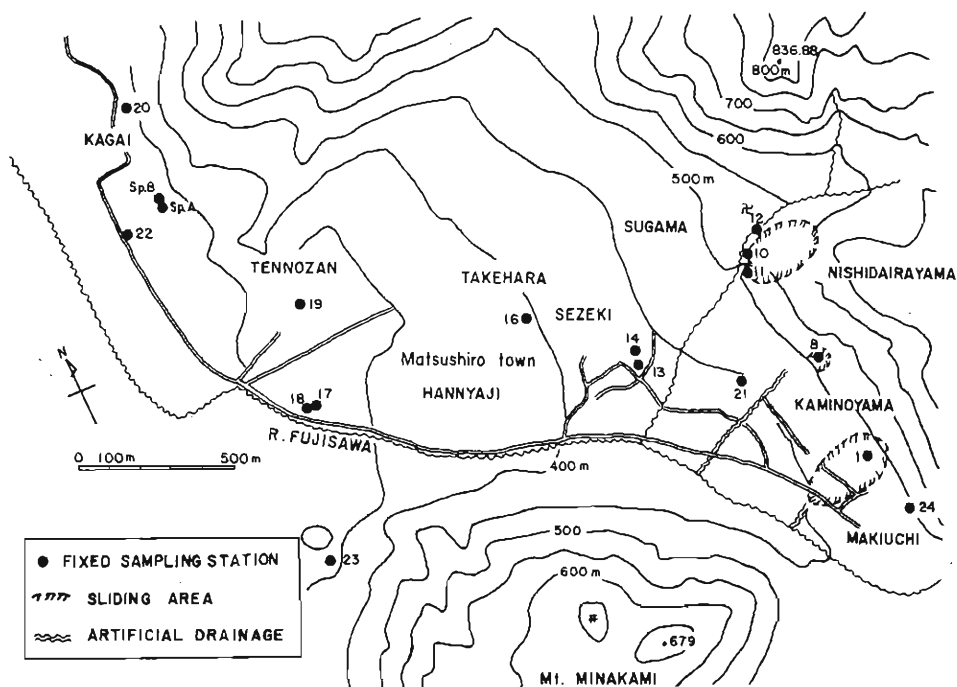 836.88
800m
700
600
20
KAGAI
500m
Sp.B
Sp.A
12
SUGAMA
22
10
TENNOZAN
11
NISHIDAIRAYAMA
TAKEHARA
19
16
SEZEKI
14
8
N
Matsushiro town
13
HANNYAJI
21
KAMINOYAMA
18 17
R. FUJISAWA
1
0 100m 500m
400m
24
500
MAKIUCHI
FIXED SAMPLING STATION
23
600m
SLIDING AREA
ARTIFICIAL DRAINAGE
679
Mt. MINAKAMI